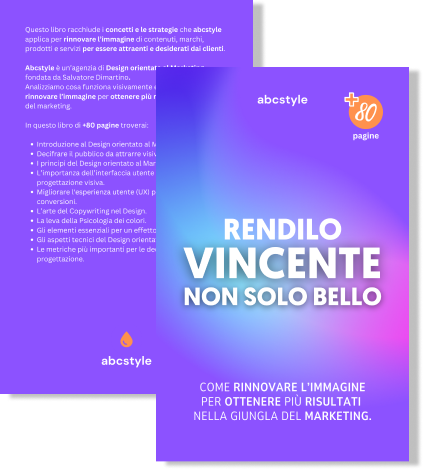 Questo libro racchiude i concetti e le strategie che abcstyle
applica per rinnovare l'immagine di contenuti, marchi,
prodotti e servizi per essere attraenti e desiderati dai clienti.
Abcstyle è un'agenzia di Design orientato al Marketing
fondata da Salvatore Dimartino.
Analizziamo cosa funziona visivamente
rinnovare l'immagine per ottenere più
del marketing.
In questo libro di +80 pagine troverai:
• Introduzione al Design orientato al
• Decifrare il pubblico da attrarre
• I principi del Design orientato al
• L'importanza dell'interfaccia utente
progettazione visiva.
• Migliorare l'esperienza utente (UX)
conversioni.
• L'arte del Copywriting nel Design.
• La leva della Psicologia dei colori.
• Gli elementi essenziali per un effetto
• Gli aspetti tecnici del Design
• Le metriche più importanti per le
progettazione.
abcstyle
abcstyle
+80
pagine
RENDILO
VINCENTE
NON SOLO BELLO
COME RINNOVARE L'IMMAGINE
PER OTTENERE PIÙ RISULTATI
NELLA GIUNGLA DEL MARKETING.